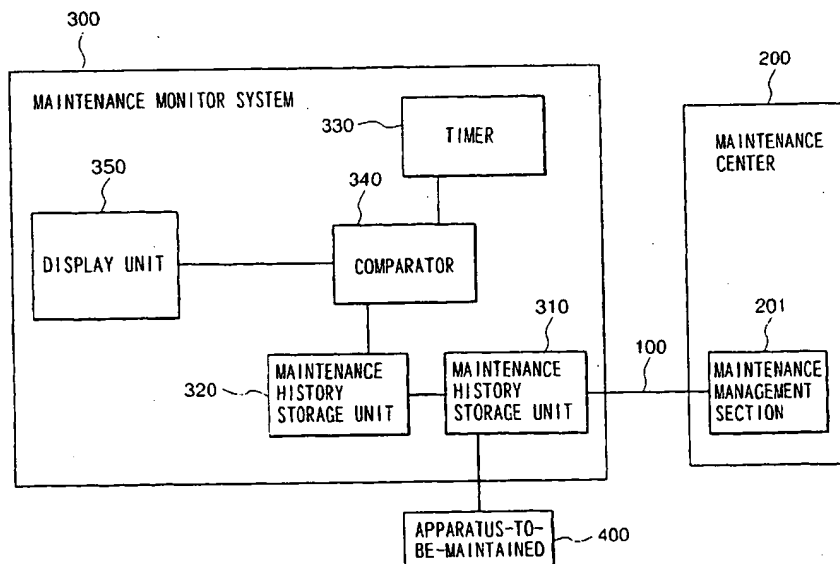 300
MAINTENANCE MONITOR SYSTEM
330
TIMER
200
MAINTENANCE
CENTER
350
DISPLAY UNIT
340
COMPARATOR
310
201
320
MAINTENANCE
HISTORY
STORAGE UNIT
MAINTENANCE
HISTORY
STORAGE UNIT
100
MAINTENANCE
MANAGEMENT
SECTION
APPARATUS-TO-
BE-MAINTAINED
400